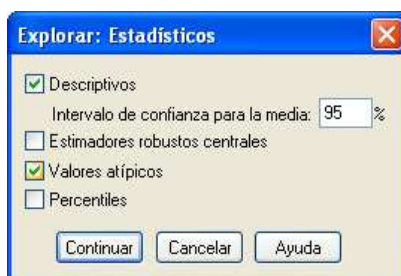 Explorar: Estadísticos
Descriptivos
Intervalo de confianza para la media: 95 %
Estimadores robustos centrales
Valores atípicos
Percentiles
Continuar Cancelar Ayuda